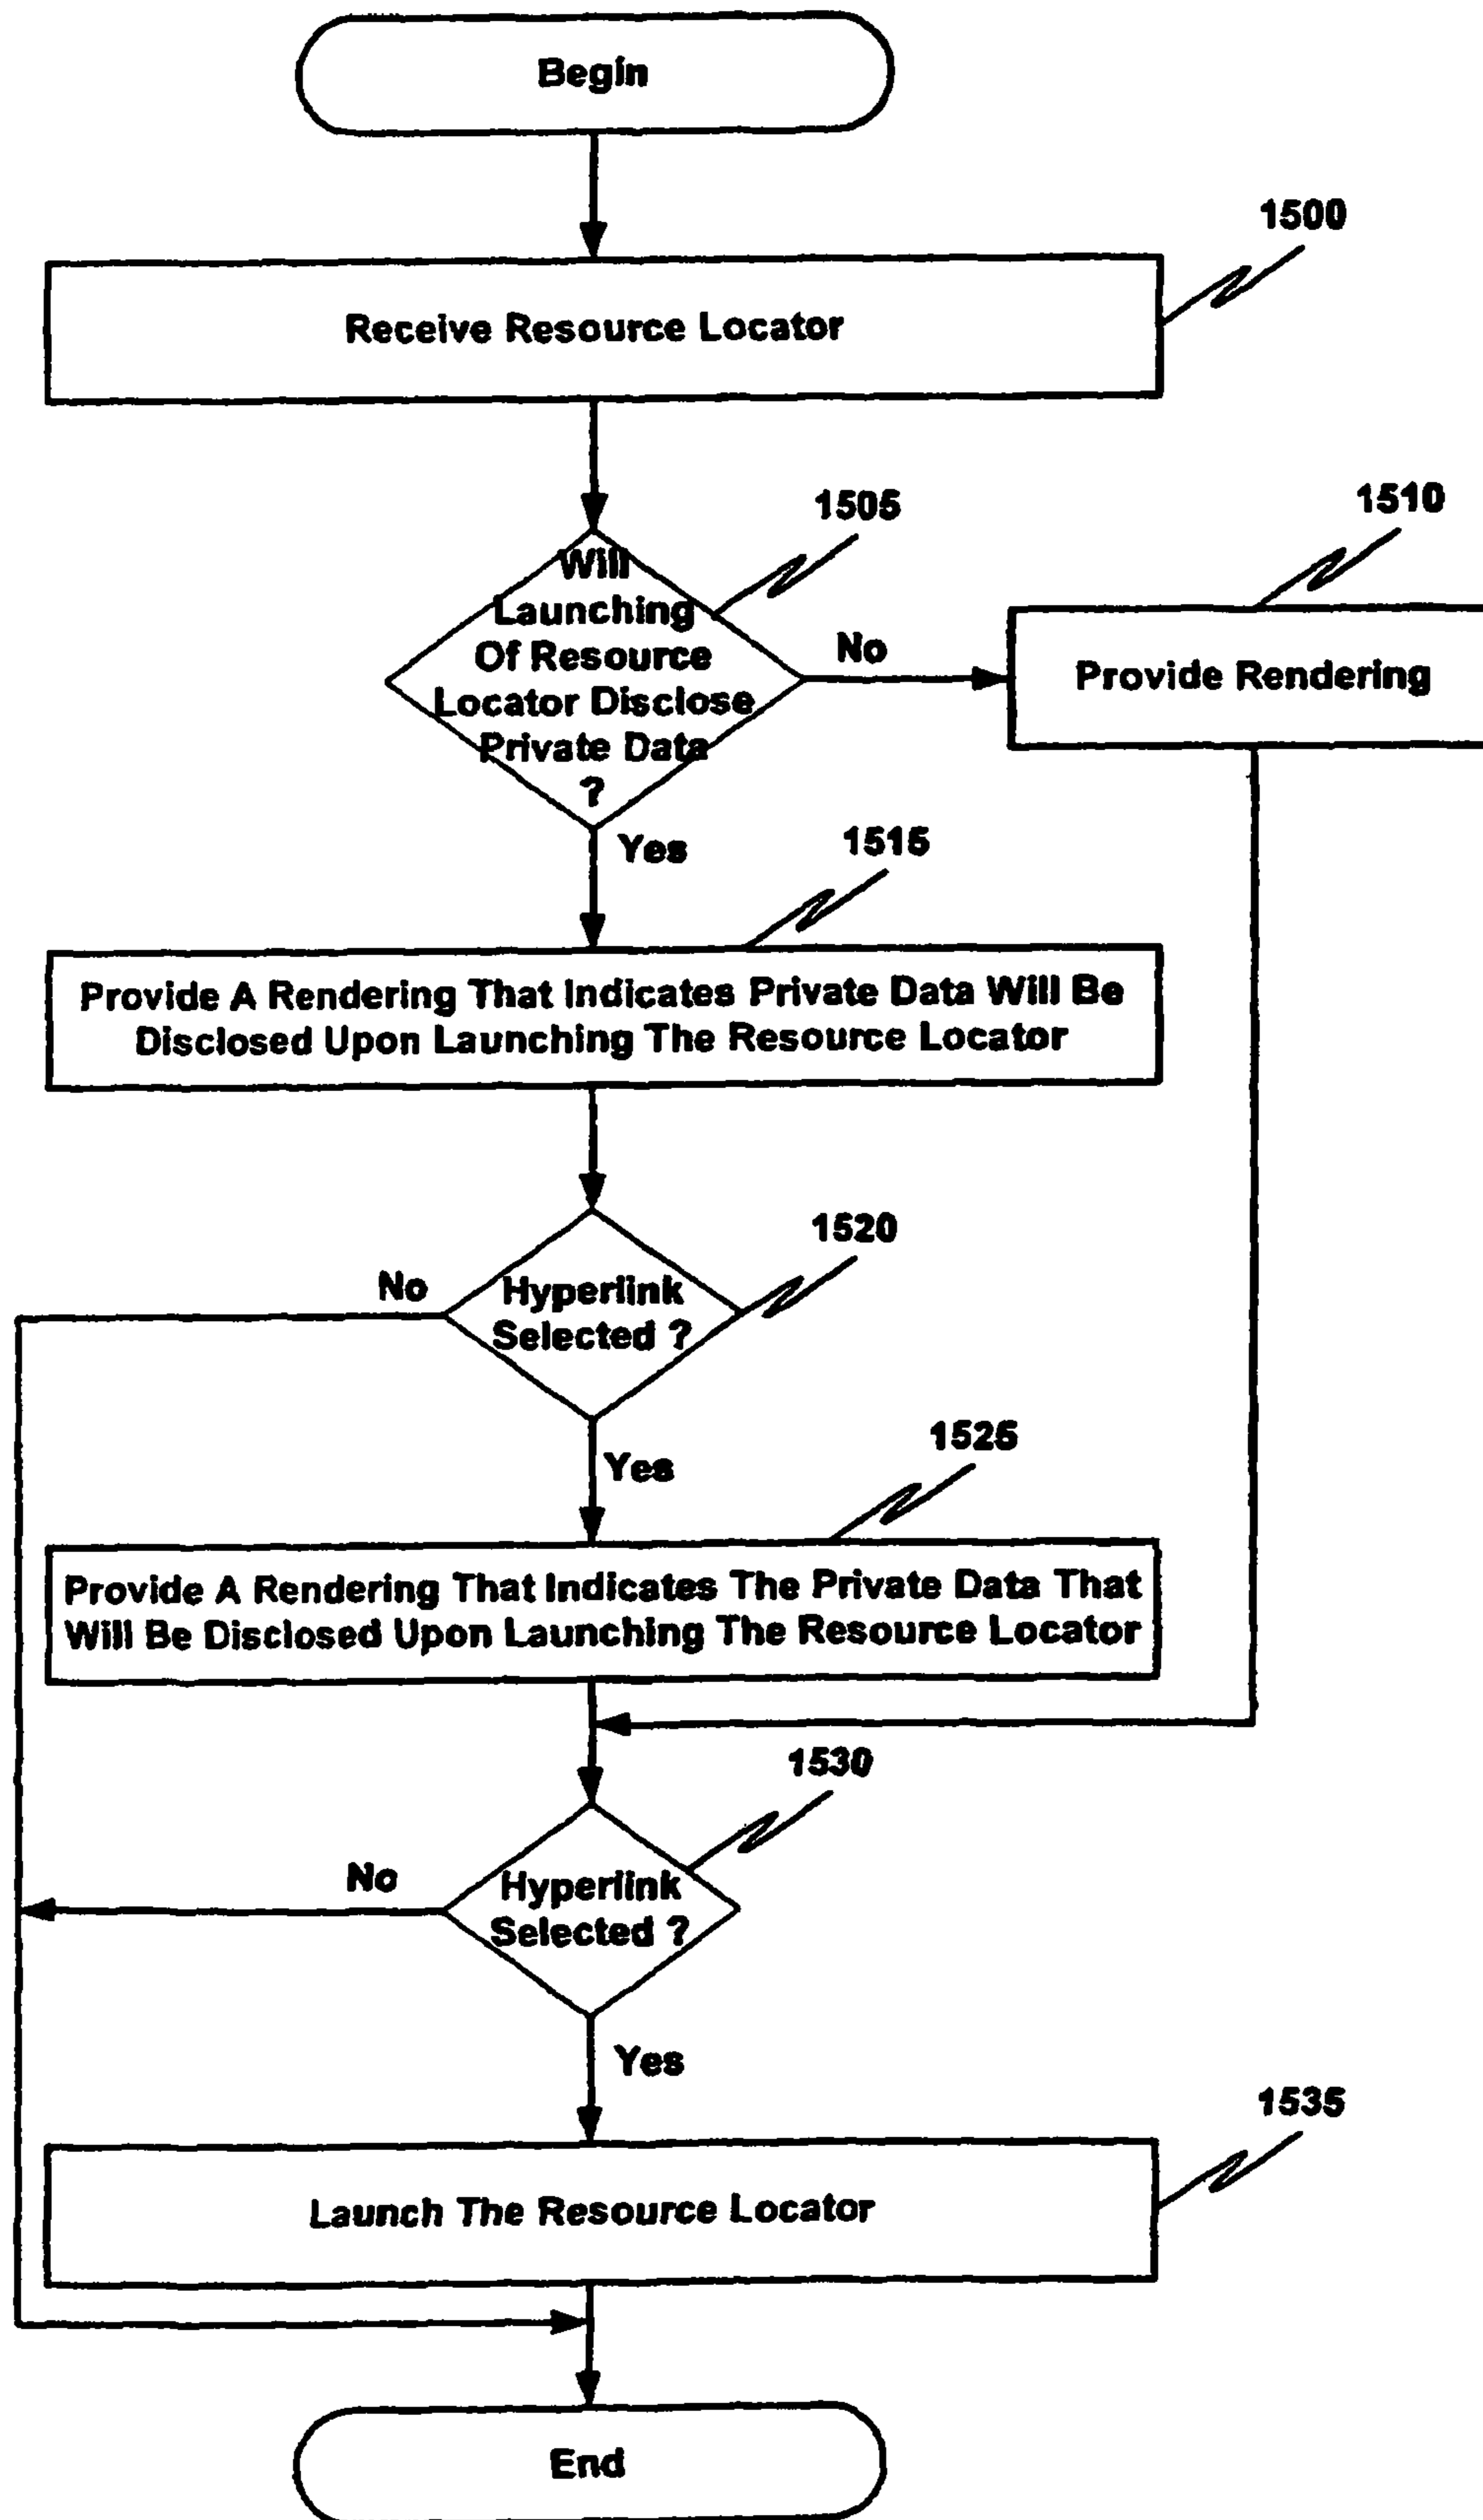 Begin
1500
Receive Resource Locator
1505
1510
Will
Launching
Of Resource
Locator Disclose
Private Data
?
No
Provide Rendering
Yes
1515
Provide A Rendering That Indicates Private Data Will Be
Disclosed Upon Launching The Resource Locator
1520
No
Hyperlink
Selected ?
Yes
1525
Provide A Rendering That Indicates The Private Data That
Will Be Disclosed Upon Launching The Resource Locator
1530
No
Hyperlink
Selected ?
Yes
1535
Launch The Resource Locator
End